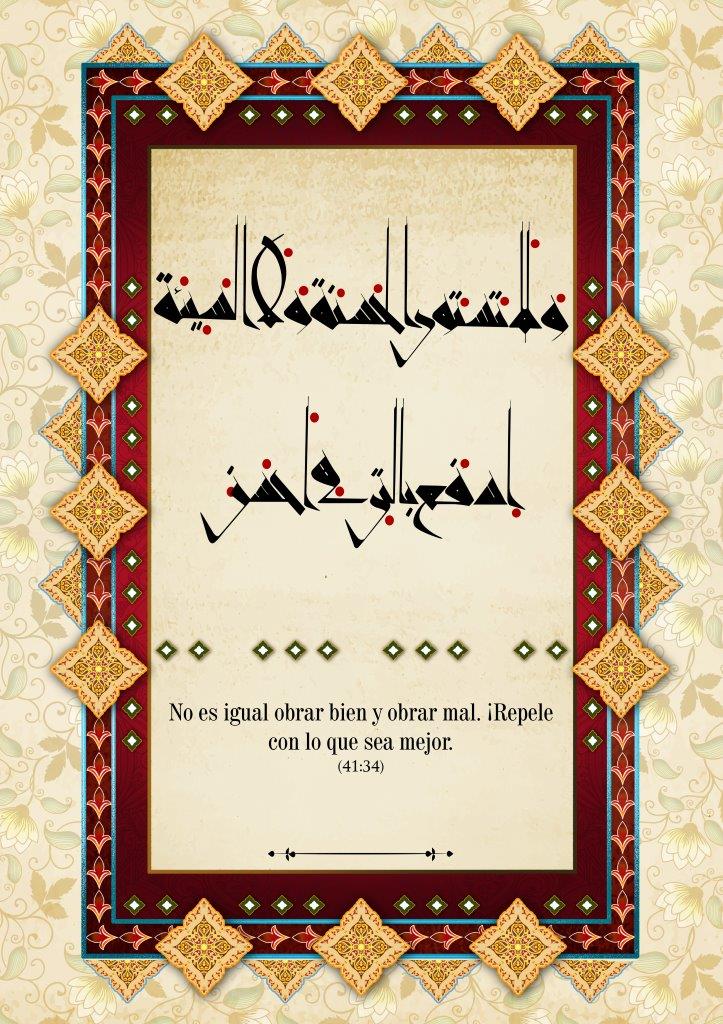 ولا تستوي الحسنة ولا السيئة
ادفع بالتي هي احسن
No es igual obrar bien y obrar mal. ¡Repele
con lo que sea mejor.
(41:34)